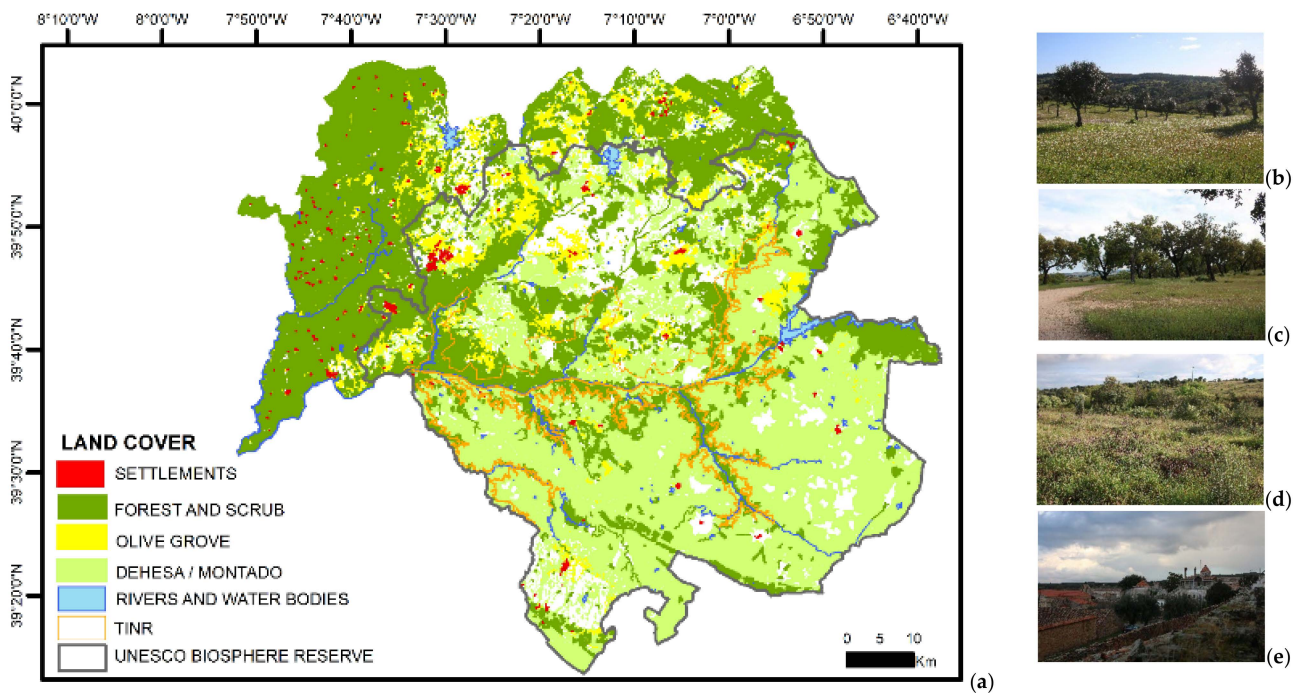 8°10'0"W 8°0'0"W 7°50'0"W 7°40'0"W 7°30'0"W 7°20'0"W 7°10'0"W 7°0'0"W 6°50'0"W 6°40'0"W
40°0'0"N
39°50'0"N
39°40'0"N
39°30'0"N
39°20'0"N
LAND COVER
SETTLEMENTS
FOREST AND SCRUB
OLIVE GROVE
DEHESA / MONTADO
RIVERS AND WATER BODIES
TINR
UNESCO BIOSPHERE RESERVE
0 5 10
Km
(a)
(b)
(c)
(d)
(e)